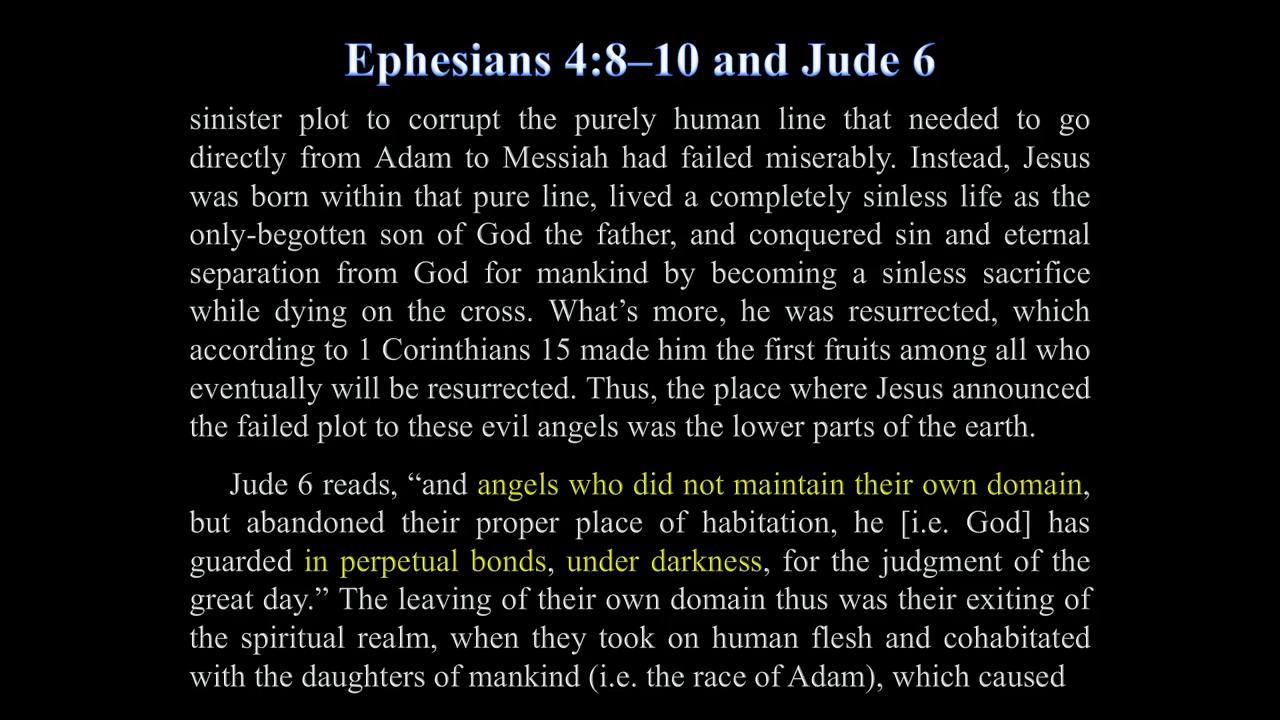 Ephesians 4:8–10 and Jude 6
sinister plot to corrupt the purely human line that needed to go
directly from Adam to Messiah had failed miserably. Instead, Jesus
was born within that pure line, lived a completely sinless life as the
only-begotten son of God the father, and conquered sin and eternal
separation from God for mankind by becoming a sinless sacrifice
while dying on the cross. What’s more, he was resurrected, which
according to 1 Corinthians 15 made him the first fruits among all who
eventually will be resurrected. Thus, the place where Jesus announced
the failed plot to these evil angels was the lower parts of the earth.
Jude 6 reads, “and angels who did not maintain their own domain,
but abandoned their proper place of habitation, he [i.e. God] has
guarded in perpetual bonds, under darkness, for the judgment of the
great day.” The leaving of their own domain thus was their exiting of
the spiritual realm, when they took on human flesh and cohabitated
with the daughters of mankind (i.e. the race of Adam), which caused